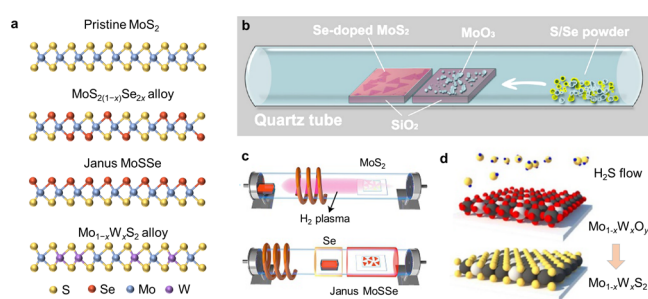 a
Pristine MoS₂
MoS₂₍₁₋ₓ₎Se₂ₓ alloy
Janus MoSSe
Mo₁₋ₓWₓS₂ alloy
S Se Mo W
b
Se-doped MoS₂
MoO₃
S/Se powder
SiO₂
Quartz tube
c
MoS₂
H₂ plasma
Se
Janus MoSSe
d
H₂S flow
Mo₁₋ₓWₓOᵧ
Mo₁₋ₓWₓS₂